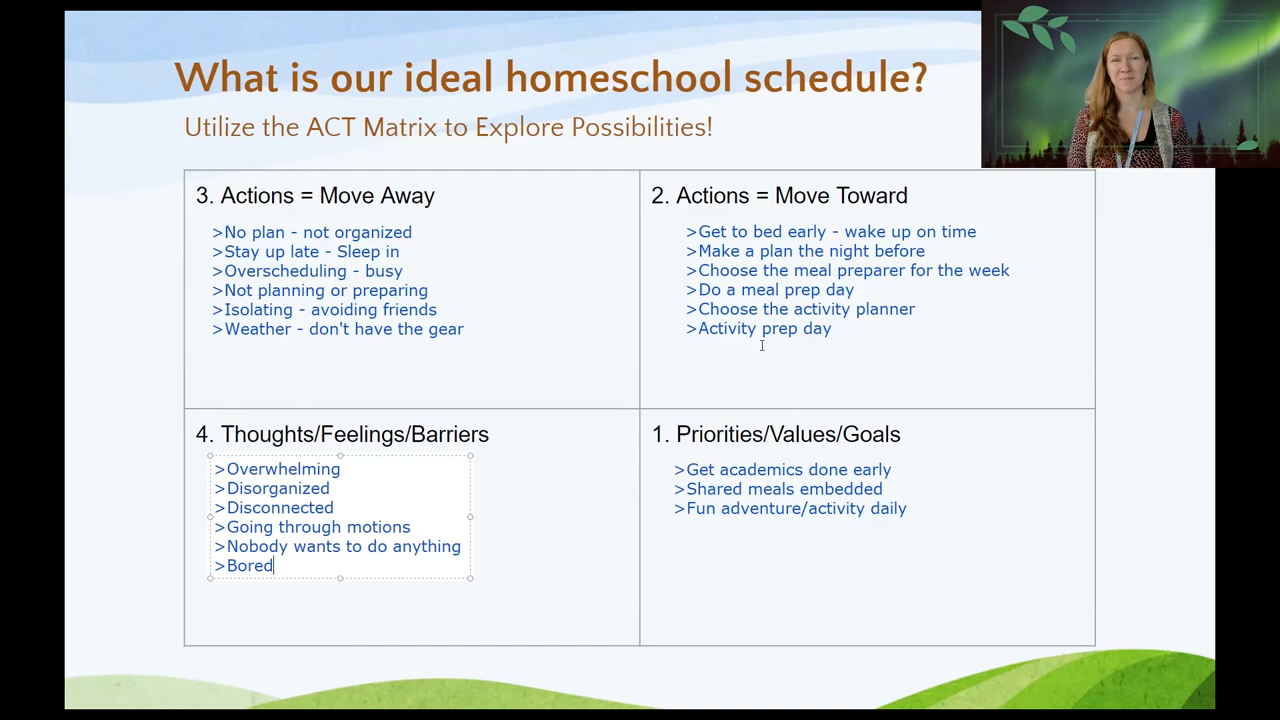 What is our ideal homeschool schedule?
Utilize the ACT Matrix to Explore Possibilities!
3. Actions = Move Away
>No plan - not organized
>Stay up late - Sleep in
>Overscheduling - busy
>Not planning or preparing
>Isolating - avoiding friends
>Weather - don't have the gear
2. Actions = Move Toward
>Get to bed early - wake up on time
>Make a plan the night before
>Choose the meal preparer for the week
>Do a meal prep day
>Choose the activity planner
>Activity prep day
4. Thoughts/Feelings/Barriers
>Overwhelming
>Disorganized
>Disconnected
>Going through motions
>Nobody wants to do anything
>Bored
1. Priorities/Values/Goals
>Get academics done early
>Shared meals embedded
>Fun adventure/activity daily